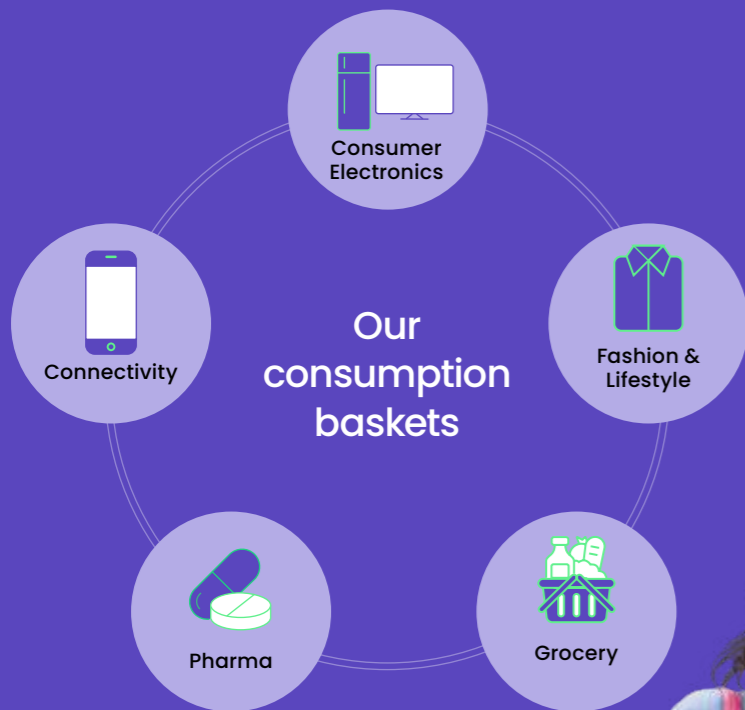 Consumer
Electronics
Fashion &
Lifestyle
Grocery
Pharma
Connectivity
Our
consumption
baskets